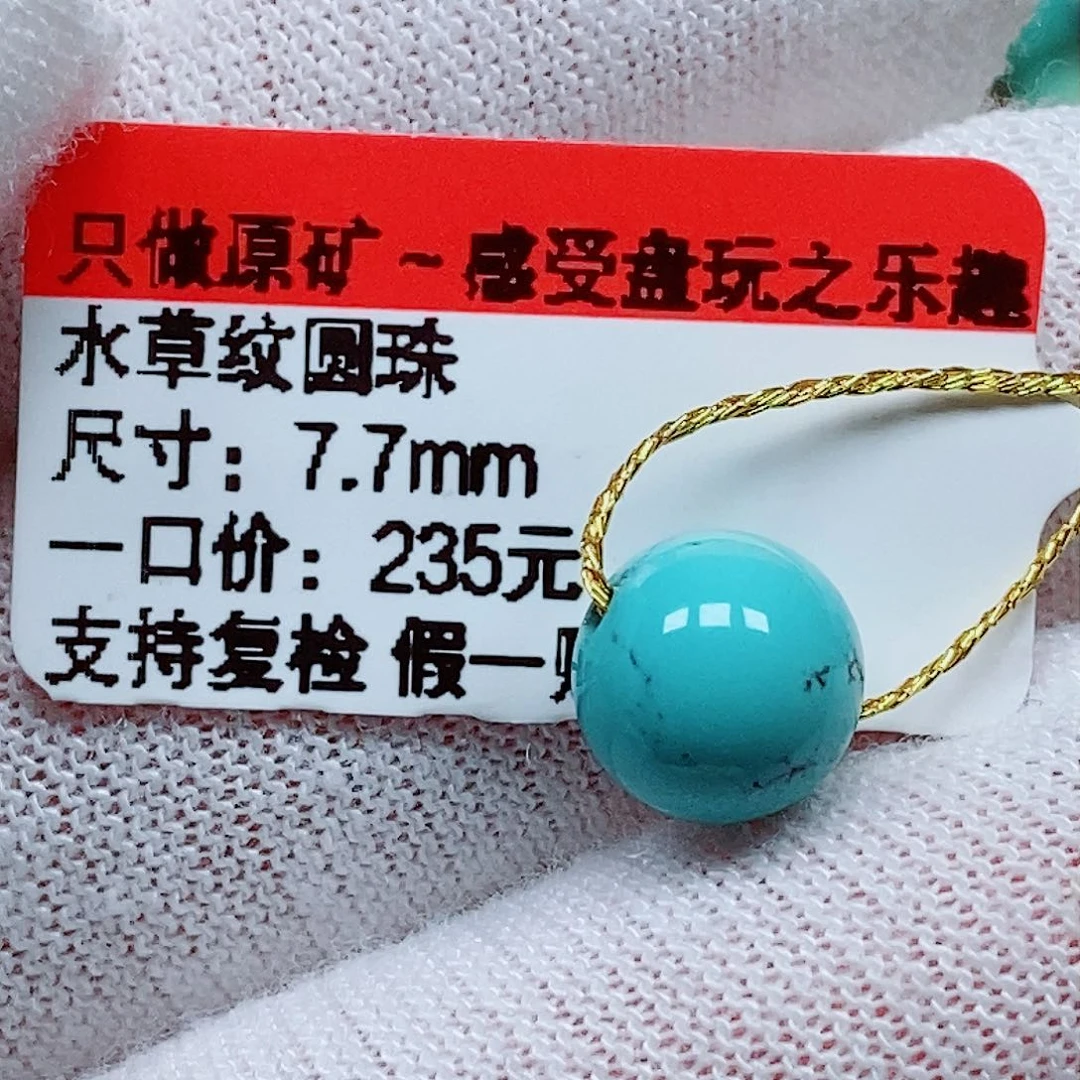 只做原矿～感受盘玩之乐趣
水草纹圆珠
尺寸：7.7mm
一口价：235元
支持复检 假一